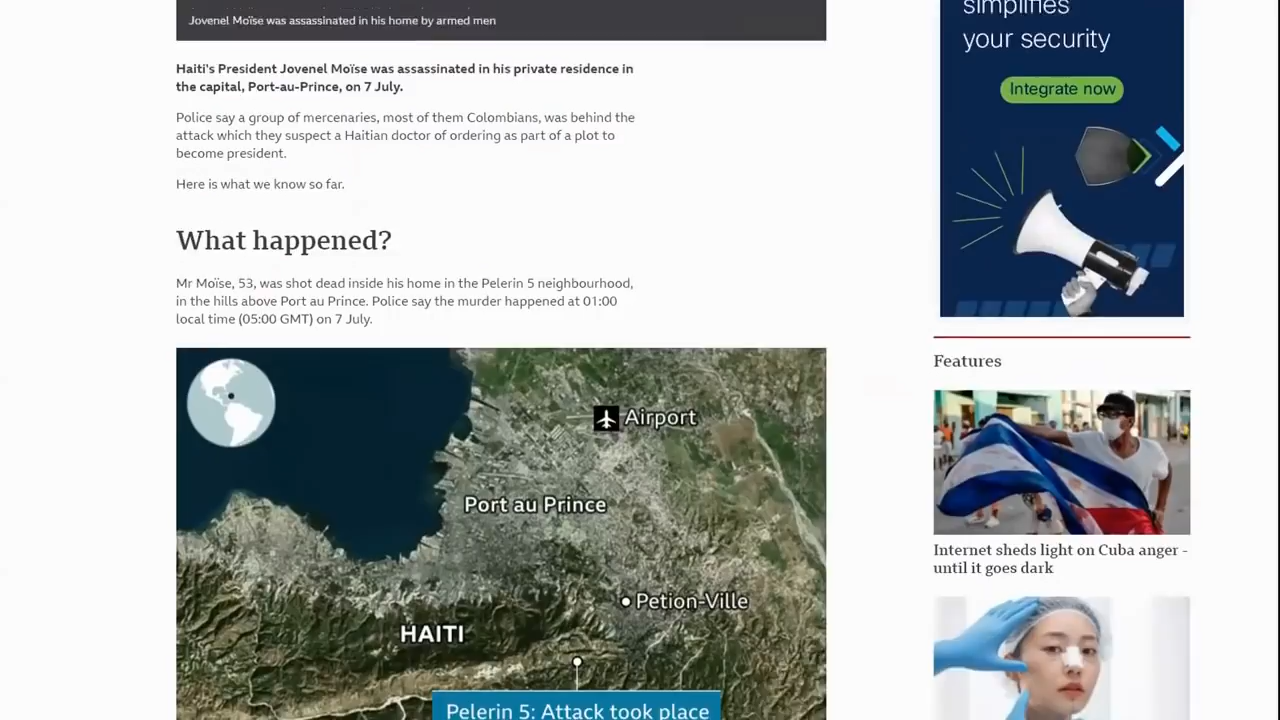 Jovenel Moïse was assassinated in his home by armed men
Haiti's President Jovenel Moïse was assassinated in his private residence in
the capital, Port-au-Prince, on 7 July.
Police say a group of mercenaries, most of them Colombians, was behind the
attack which they suspect a Haitian doctor of ordering as part of a plot to
become president.
Here is what we know so far.
What happened?
Mr Moïse, 53, was shot dead inside his home in the Pelerin 5 neighbourhood,
in the hills above Port au Prince. Police say the murder happened at 01:00
local time (05:00 GMT) on 7 July.
Airport
Port au Prince
Petion-Ville
HAITI
Pelerin 5: Attack took place
simplifies
your security
Integrate now
Features
Internet sheds light on Cuba anger -
until it goes dark